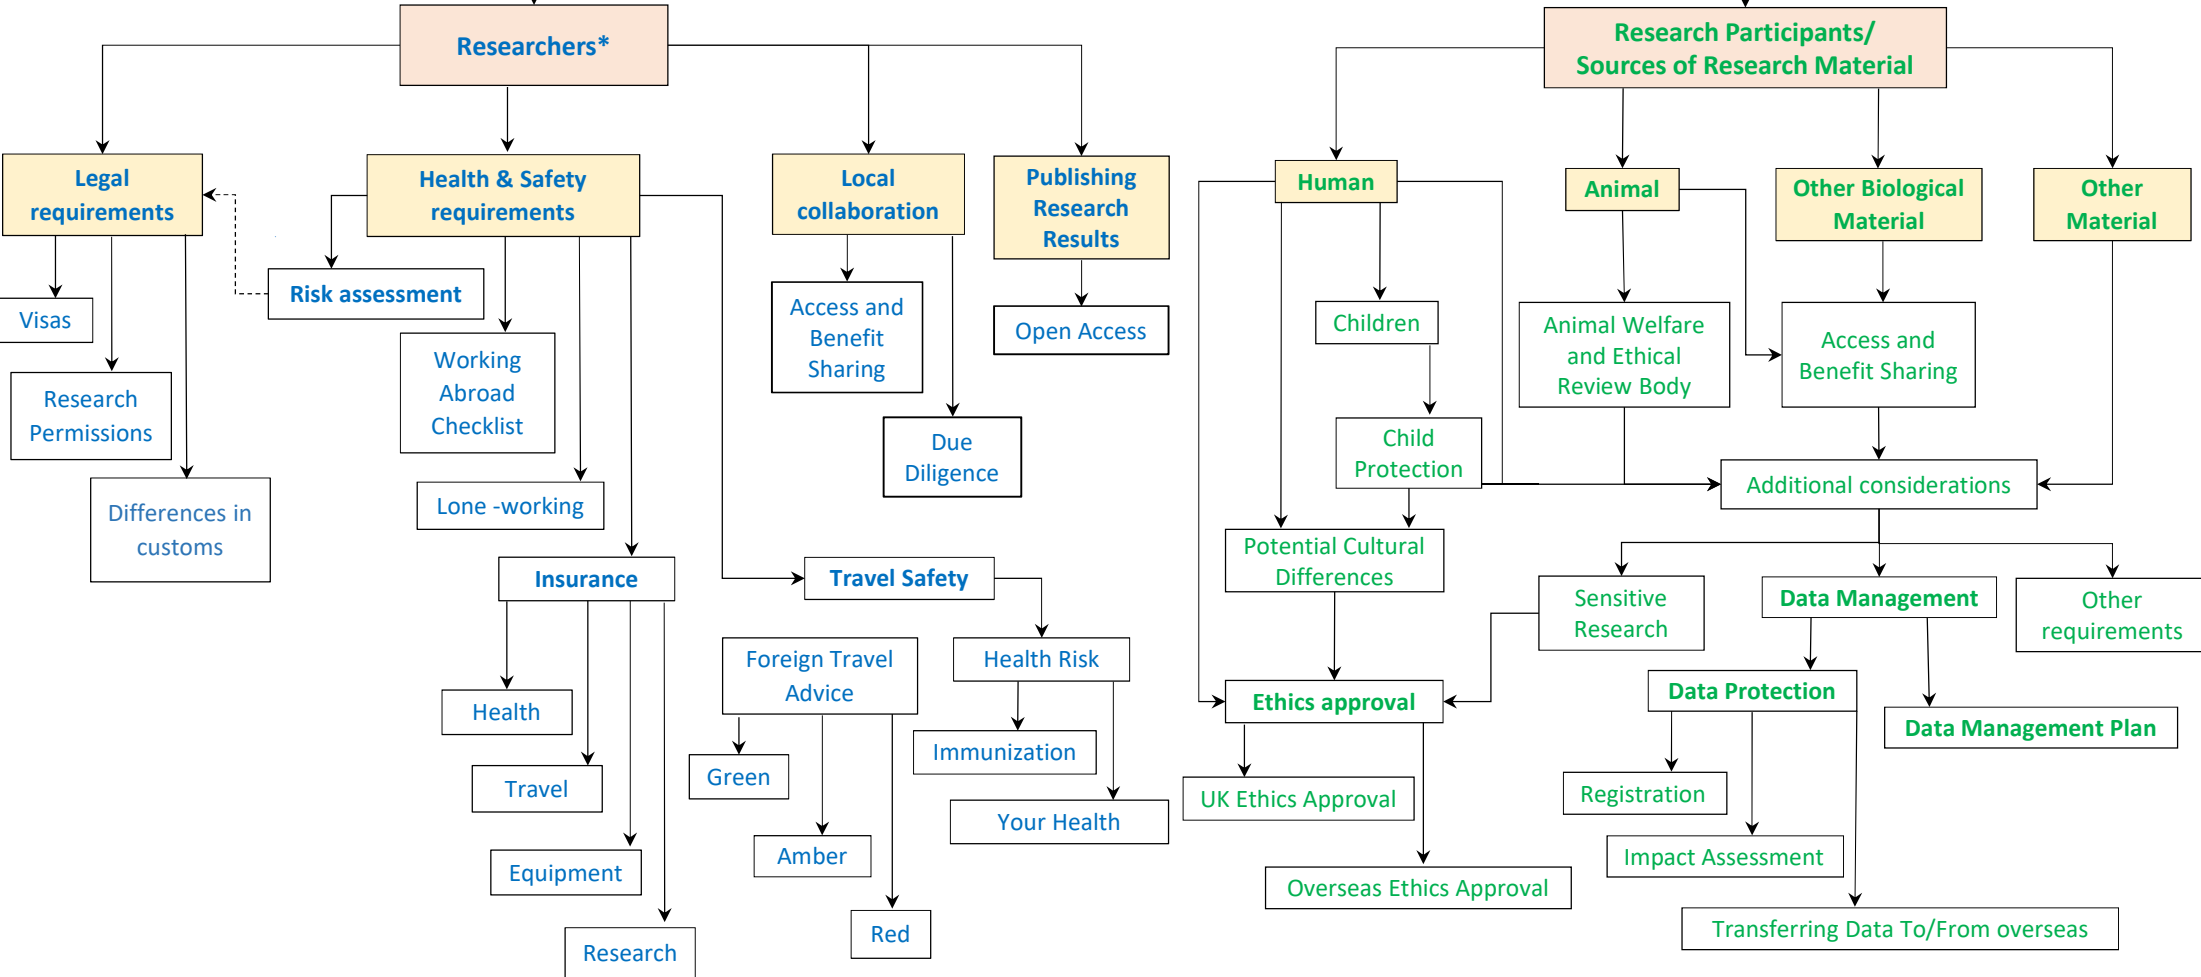 Researchers*
Research Participants/
Sources of Research Material
Legal
requirements
Health & Safety
requirements
Local
collaboration
Publishing
Research
Results
Human
Animal
Other Biological
Material
Other
Material
Risk assessment
Visas
Research
Permissions
Differences in
customs
Working
Abroad
Checklist
Lone -working
Insurance
Health
Travel
Equipment
Research
Access and
Benefit
Sharing
Due
Diligence
Open Access
Travel Safety
Foreign Travel
Advice
Green
Amber
Red
Health Risk
Immunization
Your Health
Children
Child
Protection
Potential Cultural
Differences
Ethics approval
UK Ethics Approval
Overseas Ethics Approval
Animal Welfare
and Ethical
Review Body
Access and
Benefit Sharing
Additional considerations
Sensitive
Research
Data Management
Other
requirements
Data Protection
Data Management Plan
Registration
Impact Assessment
Transferring Data To/From overseas